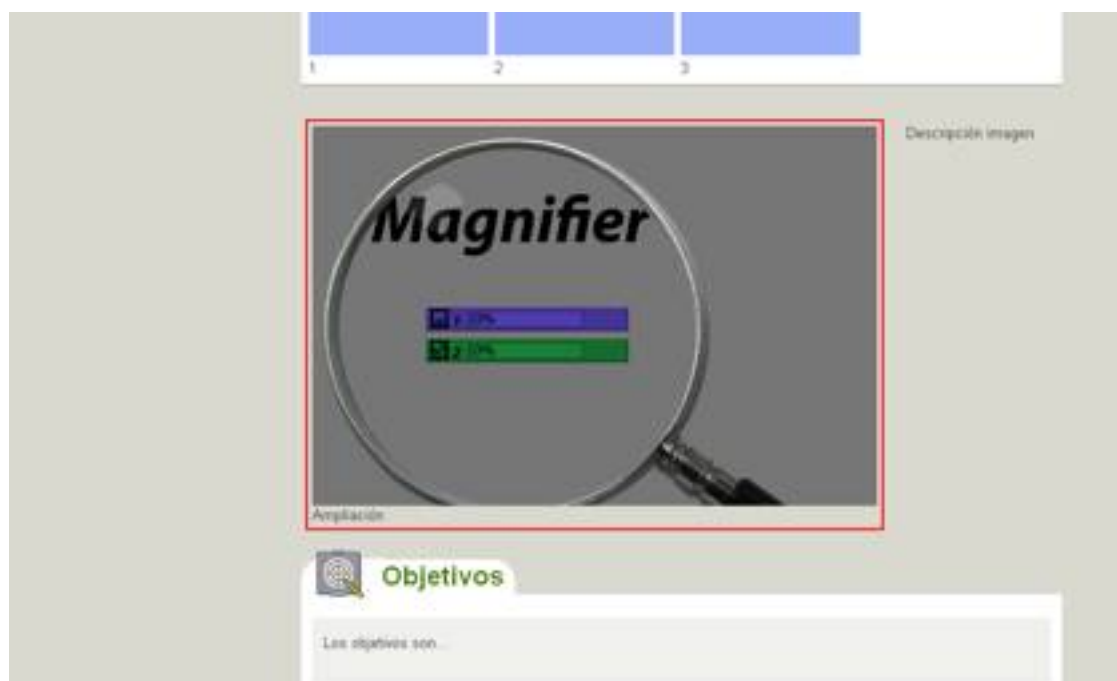 1 2 3
Descripción imagen
Magnifier
Ampliación
Objetivos
Los objetivos son...